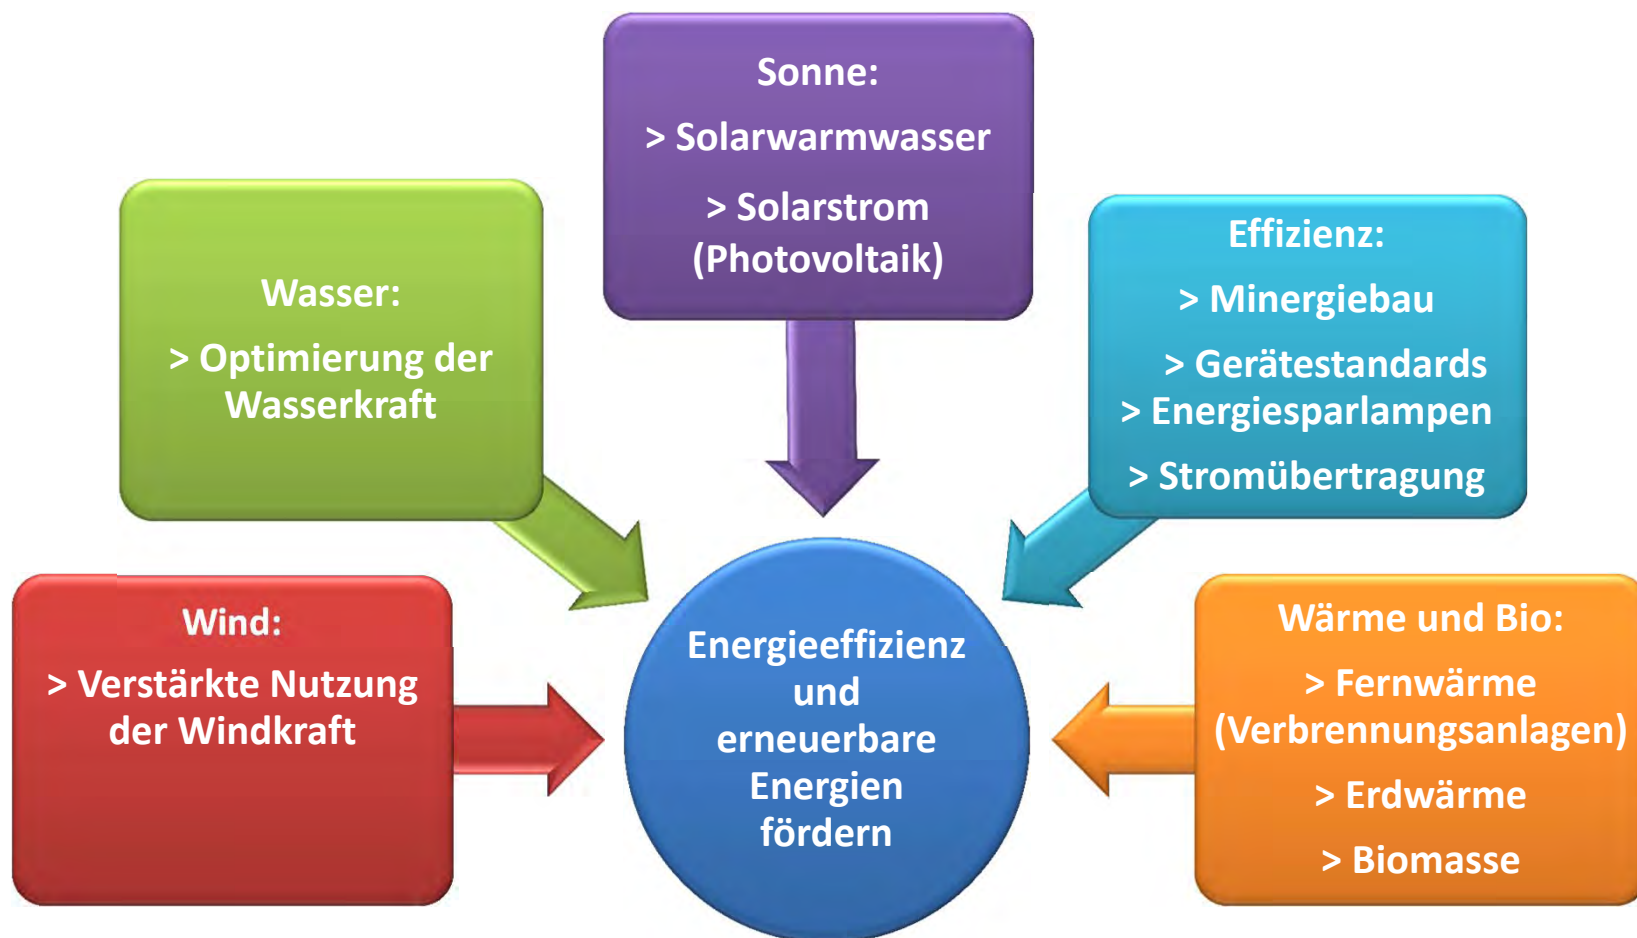 Sonne:
> Solarwarmwasser
> Solarstrom
(Photovoltaik)
Wasser:
> Optimierung der
Wasserkraft
Effizienz:
> Minergiebau
> Gerätestandards
> Energiesparlampen
> Stromübertragung
Wind:
> Verstärkte Nutzung
der Windkraft
Energieeffizienz
und
erneuerbare
Energien
fördern
Wärme und Bio:
> Fernwärme
(Verbrennungsanlagen)
> Erdwärme
> Biomasse